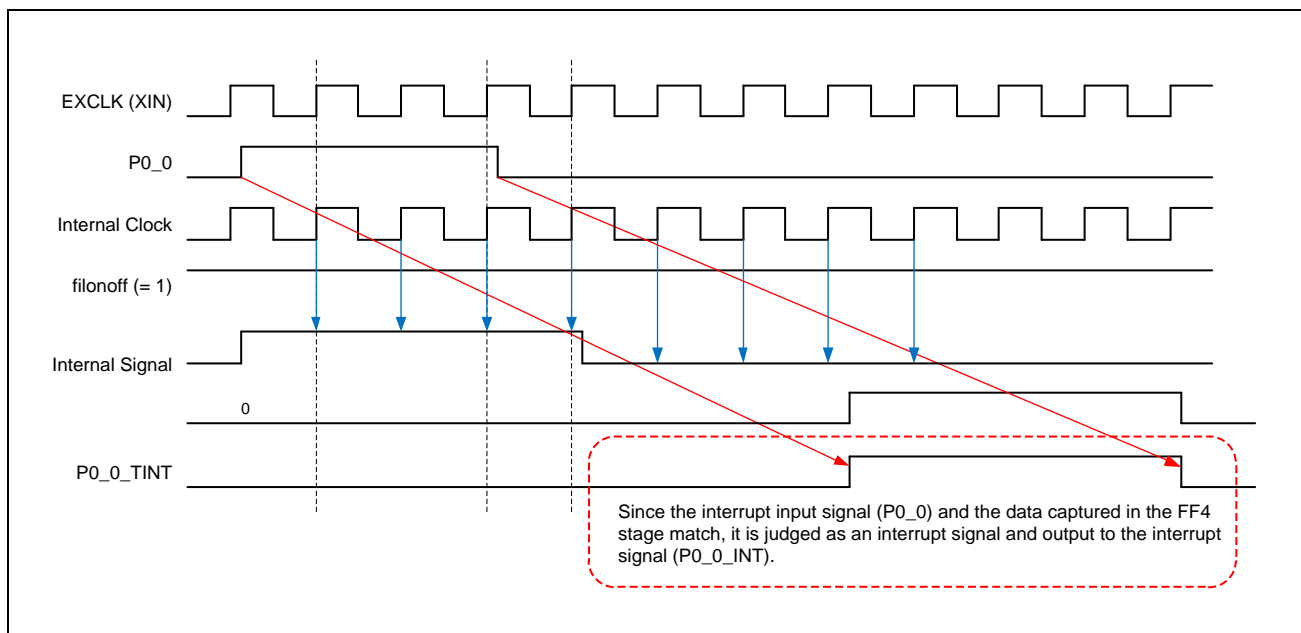 EXCLK (XIN)
P0_0
Internal Clock
filonoff (= 1)
Internal Signal
0
P0_0_TINT
Since the interrupt input signal (P0_0) and the data captured in the FF4
stage match, it is judged as an interrupt signal and output to the interrupt
signal (P0_0_INT).